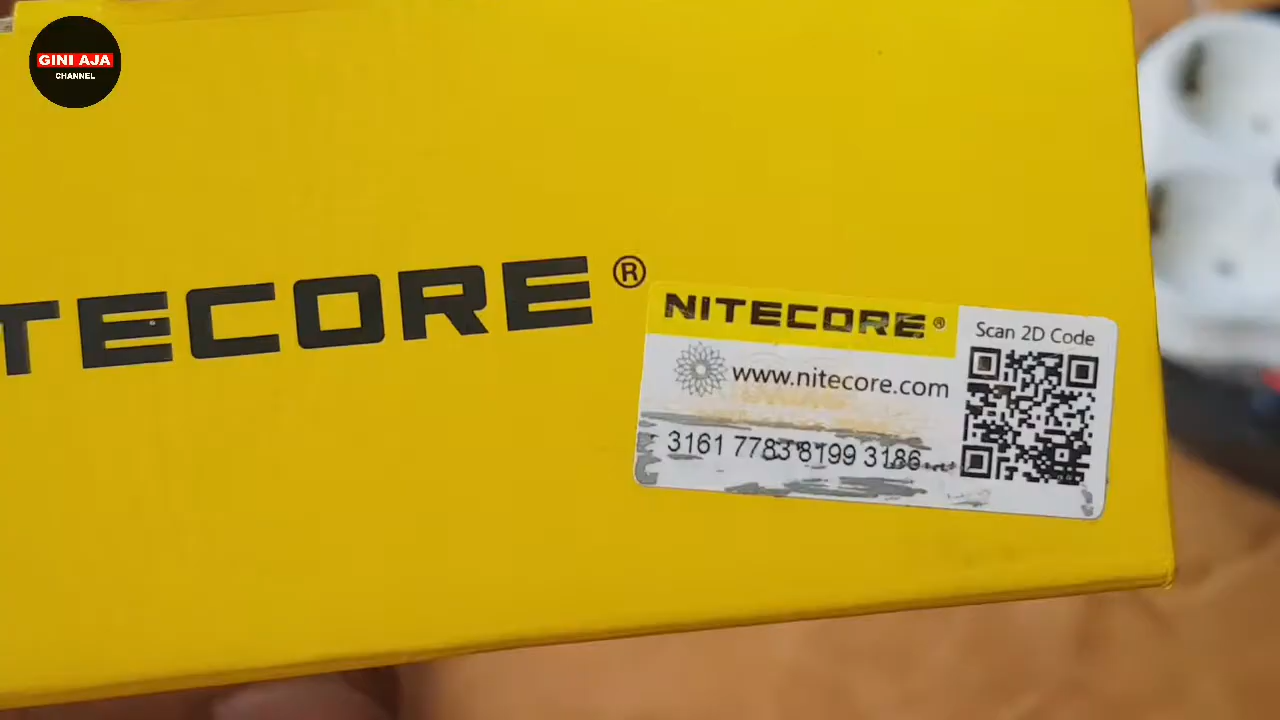 GINI AJA
CHANNEL
TECORE®
NITECORE®
Scan 2D Code
www.nitecore.com
3161 7783 8199 3186